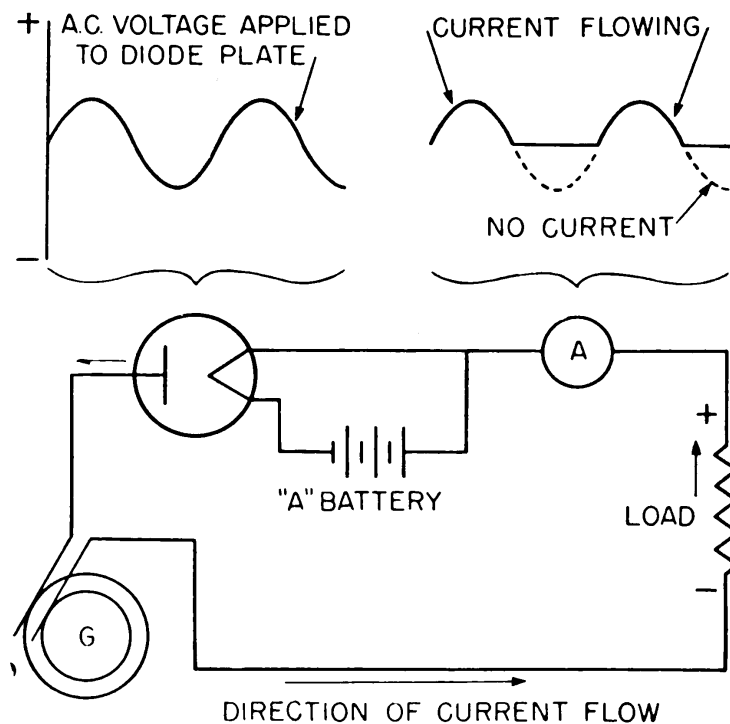 + A.C. VOLTAGE APPLIED
TO DIODE PLATE
−
CURRENT FLOWING
NO CURRENT
A
"A" BATTERY
+
LOAD
−
G
DIRECTION OF CURRENT FLOW